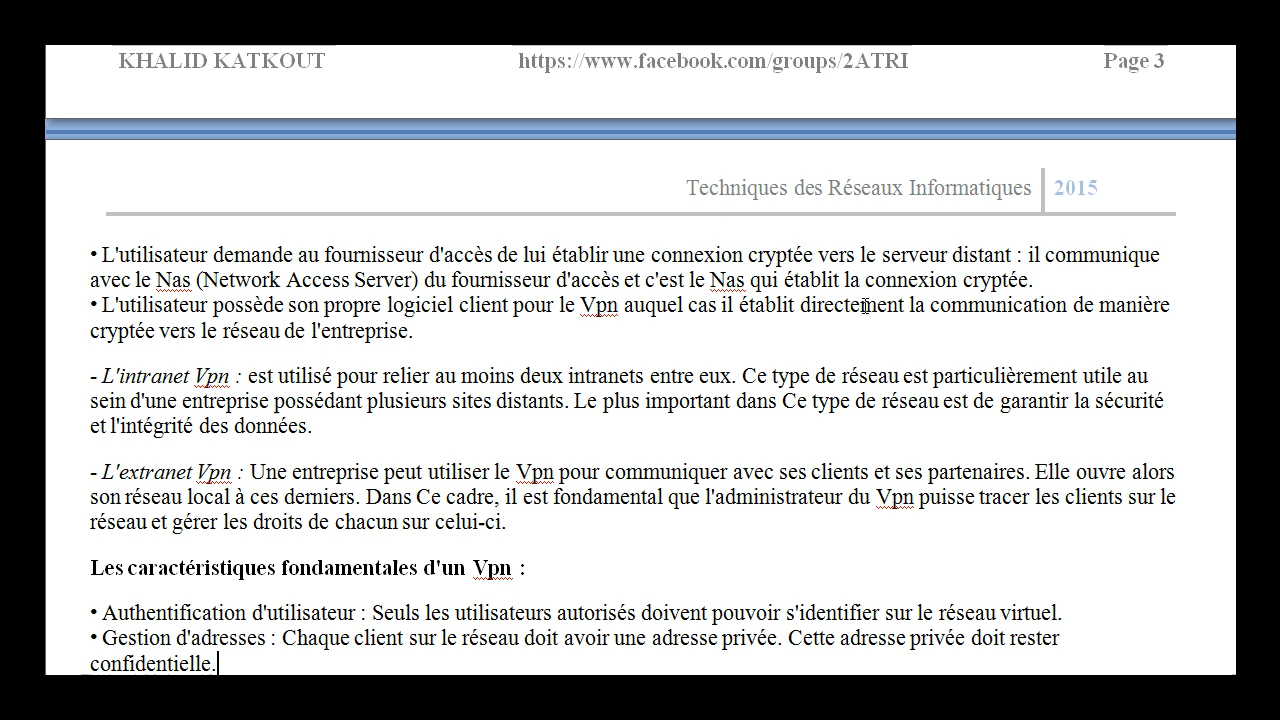 KHALID KATKOUT https://www.facebook.com/groups/2ATRI Page 3
Techniques des Réseaux Informatiques 2015
• L'utilisateur demande au fournisseur d'accès de lui établir une connexion cryptée vers le serveur distant : il communique
avec le Nas (Network Access Server) du fournisseur d'accès et c'est le Nas qui établit la connexion cryptée.
• L'utilisateur possède son propre logiciel client pour le Vpn auquel cas il établit directement la communication de manière
cryptée vers le réseau de l'entreprise.
- L'intranet Vpn : est utilisé pour relier au moins deux intranets entre eux. Ce type de réseau est particulièrement utile au
sein d'une entreprise possédant plusieurs sites distants. Le plus important dans Ce type de réseau est de garantir la sécurité
et l'intégrité des données.
- L'extranet Vpn : Une entreprise peut utiliser le Vpn pour communiquer avec ses clients et ses partenaires. Elle ouvre alors
son réseau local à ces derniers. Dans Ce cadre, il est fondamental que l'administrateur du Vpn puisse tracer les clients sur le
réseau et gérer les droits de chacun sur celui-ci.
Les caractéristiques fondamentales d'un Vpn :
• Authentification d'utilisateur : Seuls les utilisateurs autorisés doivent pouvoir s'identifier sur le réseau virtuel.
• Gestion d'adresses : Chaque client sur le réseau doit avoir une adresse privée. Cette adresse privée doit rester
confidentielle.